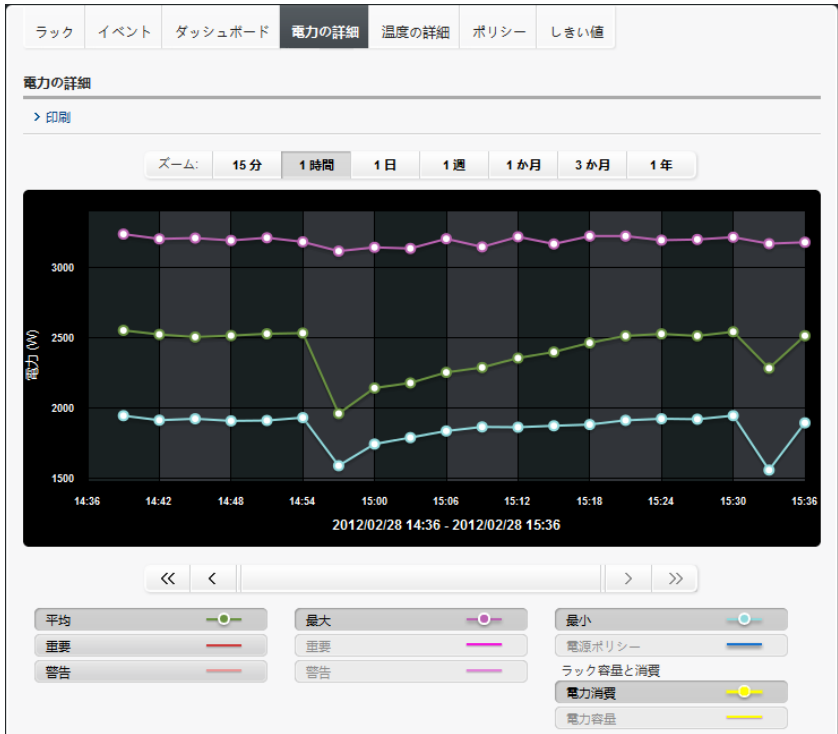 ラック イベント ダッシュボード 電力の詳細 温度の詳細 ポリシー しきい値
電力の詳細
> 印刷
ズーム: 15 分 1 時間 1 日 1 週 1 か月 3 か月 1 年
電力 (W)
3000
2500
2000
1500
14:36 14:42 14:48 14:54 15:00 15:06 15:12 15:18 15:24 15:30 15:36
2012/02/28 14:36 - 2012/02/28 15:36
平均 最大 最小
重要 重要 電源ポリシー
警告 警告 ラック容量と消費
電力消費
電力容量